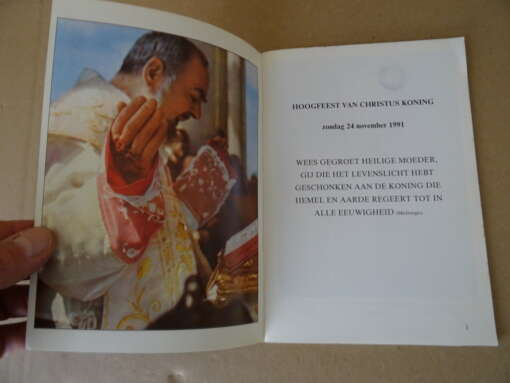 HOOGFEEST VAN CHRISTUS KONING
zondag 24 november 1991
WEES GEGROET HEILIGE MOEDER,
GIJ DIE HET LEVENSLICHT HEBT
GESCHONKEN AAN DE KONING DIE
HEMEL EN AARDE REGEERT TOT IN
ALLE EEUWIGHEID